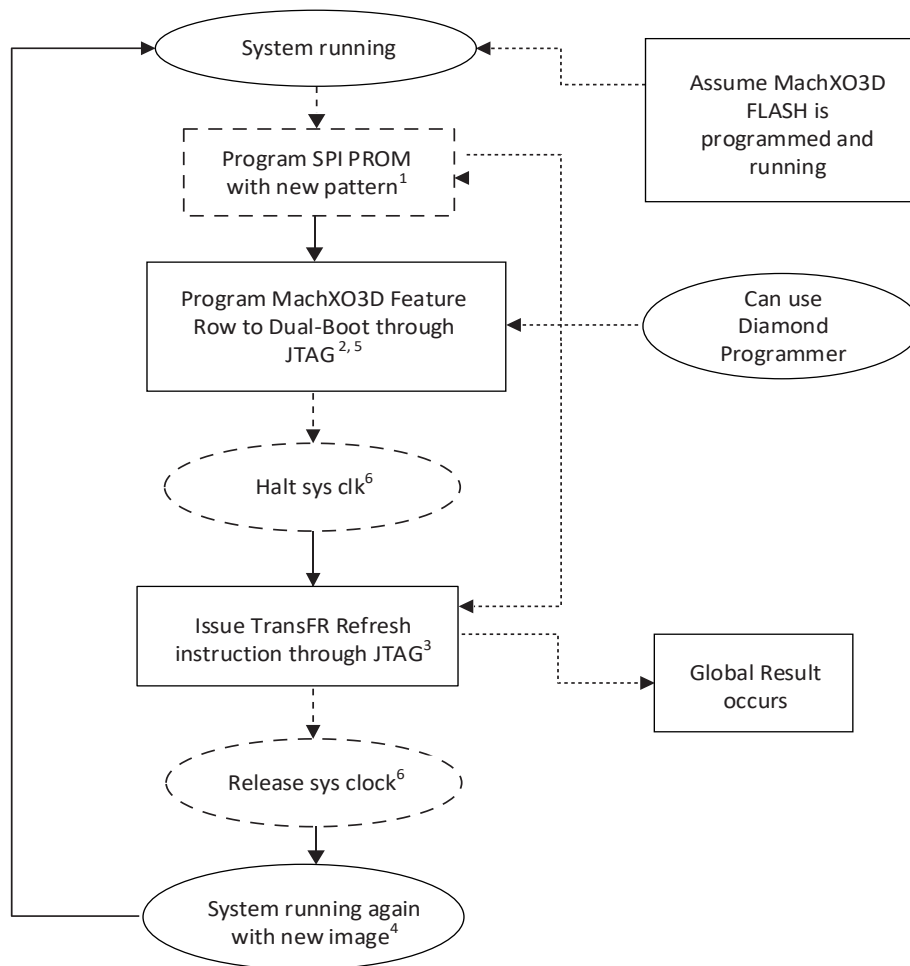 System running
Assume MachXO3D
FLASH is
programmed and
running
Program SPI PROM
with new pattern¹
Program MachXO3D Feature
Row to Dual-Boot through
JTAG²˒ ⁵
Can use
Diamond
Programmer
Halt sys clk⁶
Issue TransFR Refresh
instruction through JTAG³
Global Result
occurs
Release sys clock⁶
System running again
with new image⁴